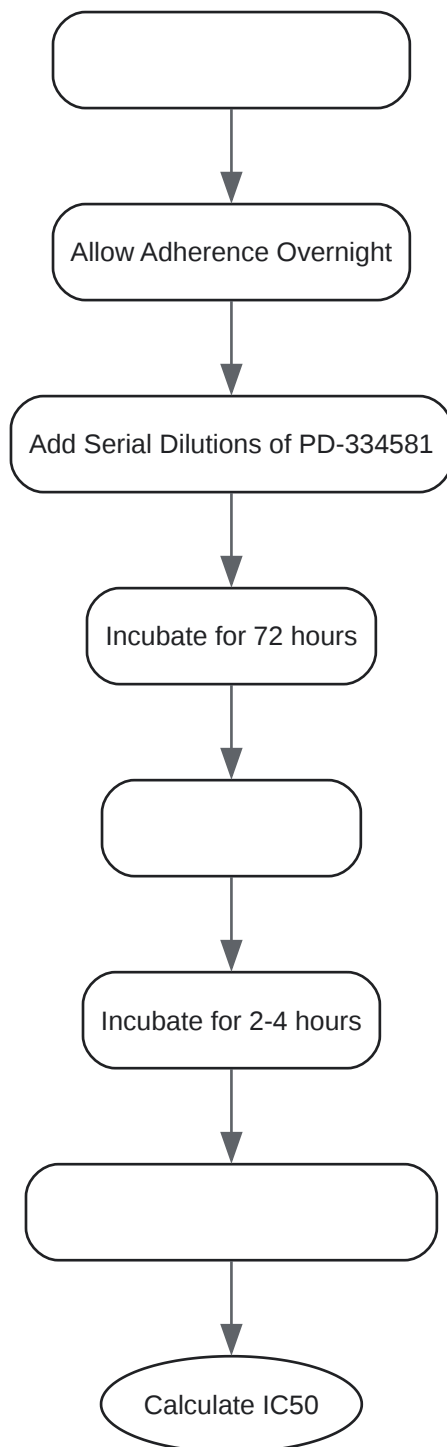 Allow Adherence Overnight
Add Serial Dilutions of PD-334581
Incubate for 72 hours
Incubate for 2-4 hours
Calculate IC50